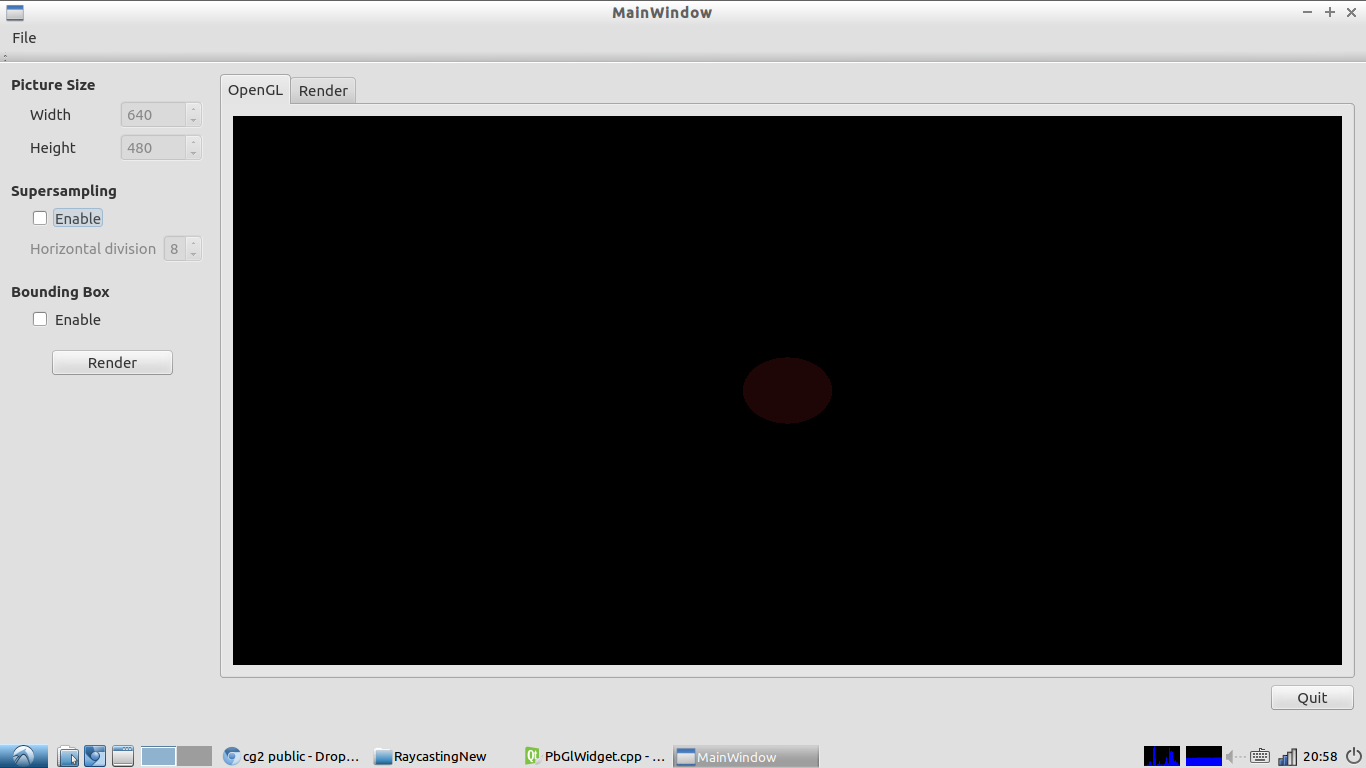 MainWindow
File
Picture Size
OpenGL
Render
Width
640
Height
480
Supersampling
Enable
Horizontal division
8
Bounding Box
Enable
Render
Quit
cg2 public - Drop...
RaycastingNew
PbGlWidget.cpp - ...
MainWindow
20:58